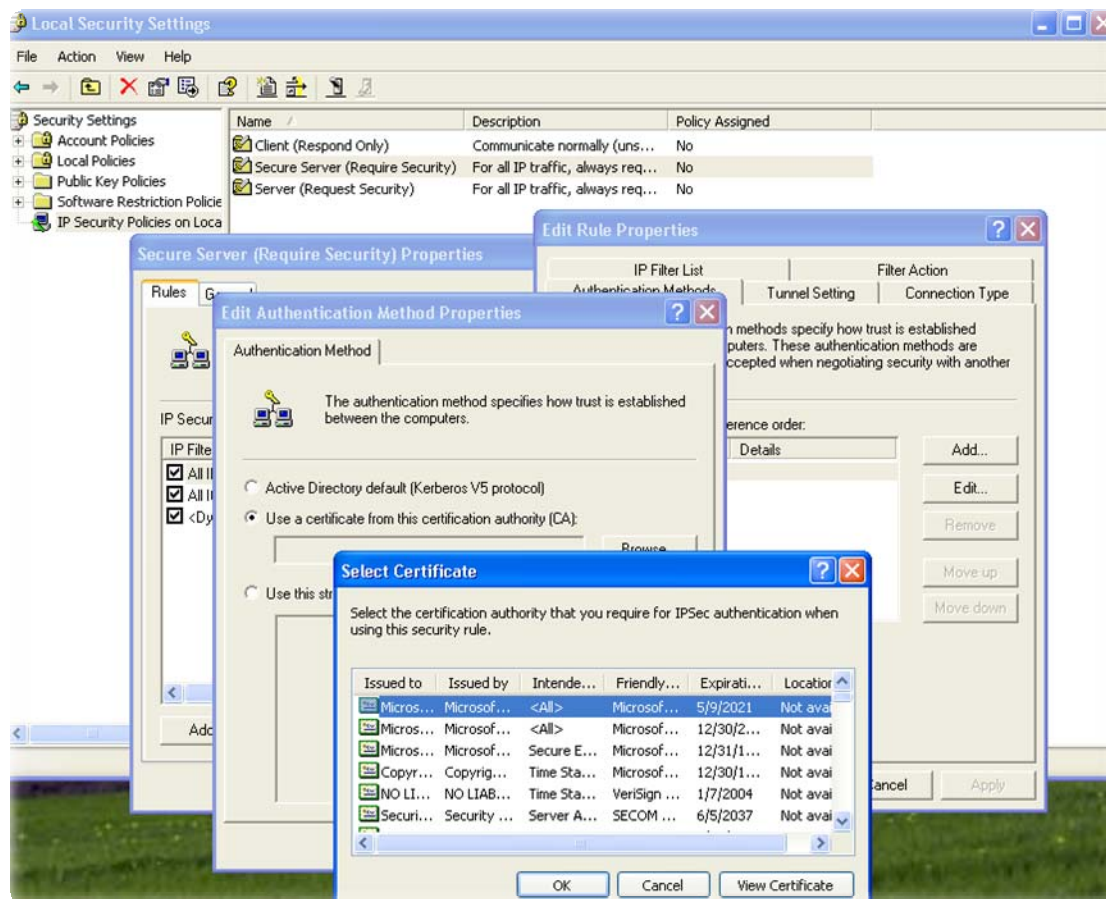 Local Security Settings
File Action View Help
Security Settings
Account Policies
Local Policies
Public Key Policies
Software Restriction Policie
IP Security Policies on Loca
Name Description Policy Assigned
Client (Respond Only) Communicate normally (uns... No
Secure Server (Require Security) For all IP traffic, always req... No
Server (Request Security) For all IP traffic, always req... No
Secure Server (Require Security) Properties
Rules
IP Secur
IP Filte
All I
All I
<Dy
Add
Edit Rule Properties
IP Filter List Filter Action
Authentication Methods Tunnel Setting Connection Type
n methods specify how trust is established
puters. These authentication methods are
ccepted when negotiating security with another
erence order:
Details
Add...
Edit...
Remove
Move up
Move down
Cancel Apply
Edit Authentication Method Properties
Authentication Method
The authentication method specifies how trust is established
between the computers.
Active Directory default (Kerberos V5 protocol)
Use a certificate from this certification authority (CA):
Browse...
Use this str
Select Certificate
Select the certification authority that you require for IPSec authentication when
using this security rule.
Issued to Issued by Intende... Friendly... Expirati... Location
Micros... Microsof... <All> Microsof... 5/9/2021 Not avai
Micros... Microsof... <All> Microsof... 12/30/2... Not avai
Micros... Microsof... Secure E... Microsof... 12/31/1... Not avai
Copyr... Copyrig... Time Sta... Microsof... 12/30/1... Not avai
NO LI... NO LIAB... Time Sta... VeriSign ... 1/7/2004 Not avai
Securi... Security ... Server A... SECOM ... 6/5/2037 Not avai
OK Cancel View Certificate